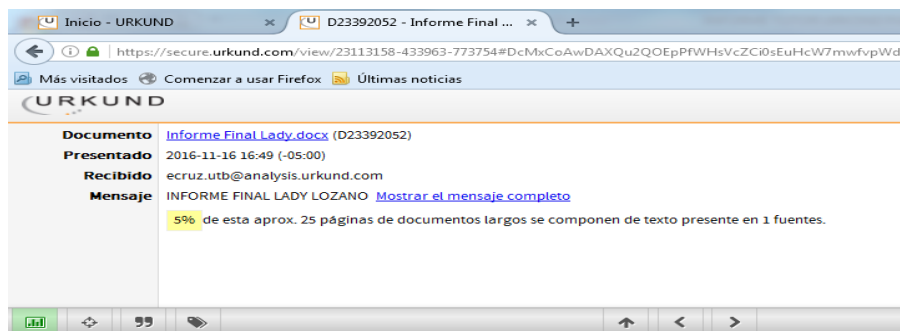 Inicio - URKUND × D23392052 - Informe Final ... × +
https://secure.urkund.com/view/23113158-433963-773754#DcMxCoAwDAXQu2QOEpPfWHsVcZCi0sEuHcW7mwfvpWd
Más visitados Comenzar a usar Firefox Últimas noticias
URKUND
Documento Informe Final Lady.docx (D23392052)
Presentado 2016-11-16 16:49 (-05:00)
Recibido ecruz.utb@analysis.urkund.com
Mensaje INFORME FINAL LADY LOZANO Mostrar el mensaje completo
5% de esta aprox. 25 páginas de documentos largos se componen de texto presente en 1 fuentes.